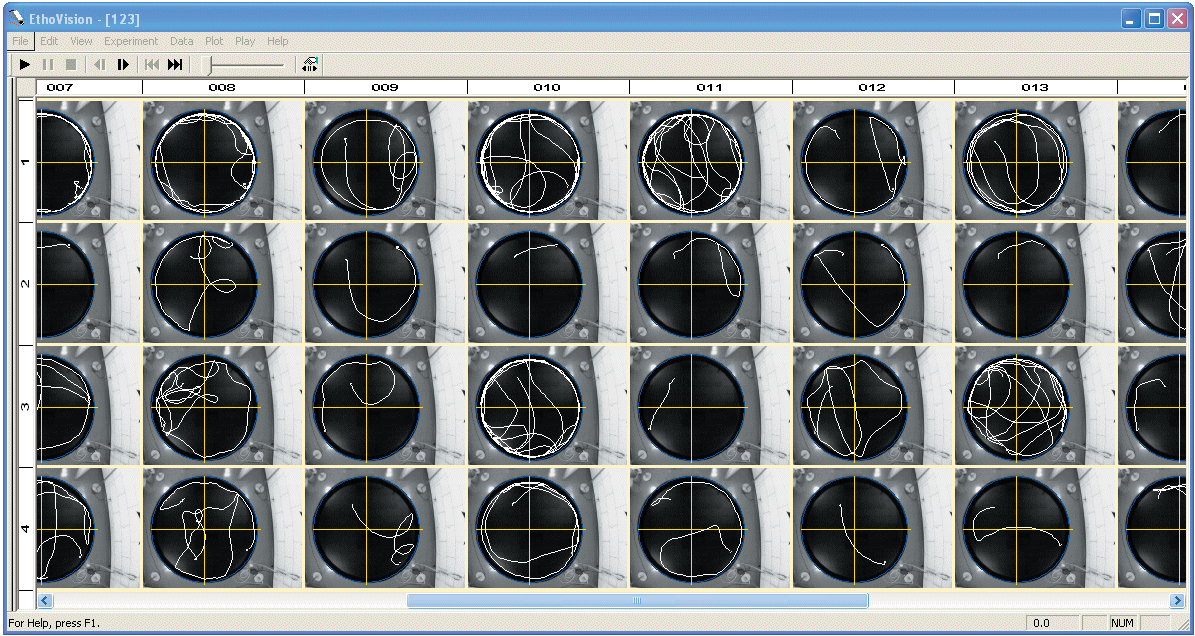 EthoVision - [123]
File Edit View Experiment Data Plot Play Help
007 008 009 010 011 012 013
1
2
3
4
For Help, press F1.
0.0 NUM